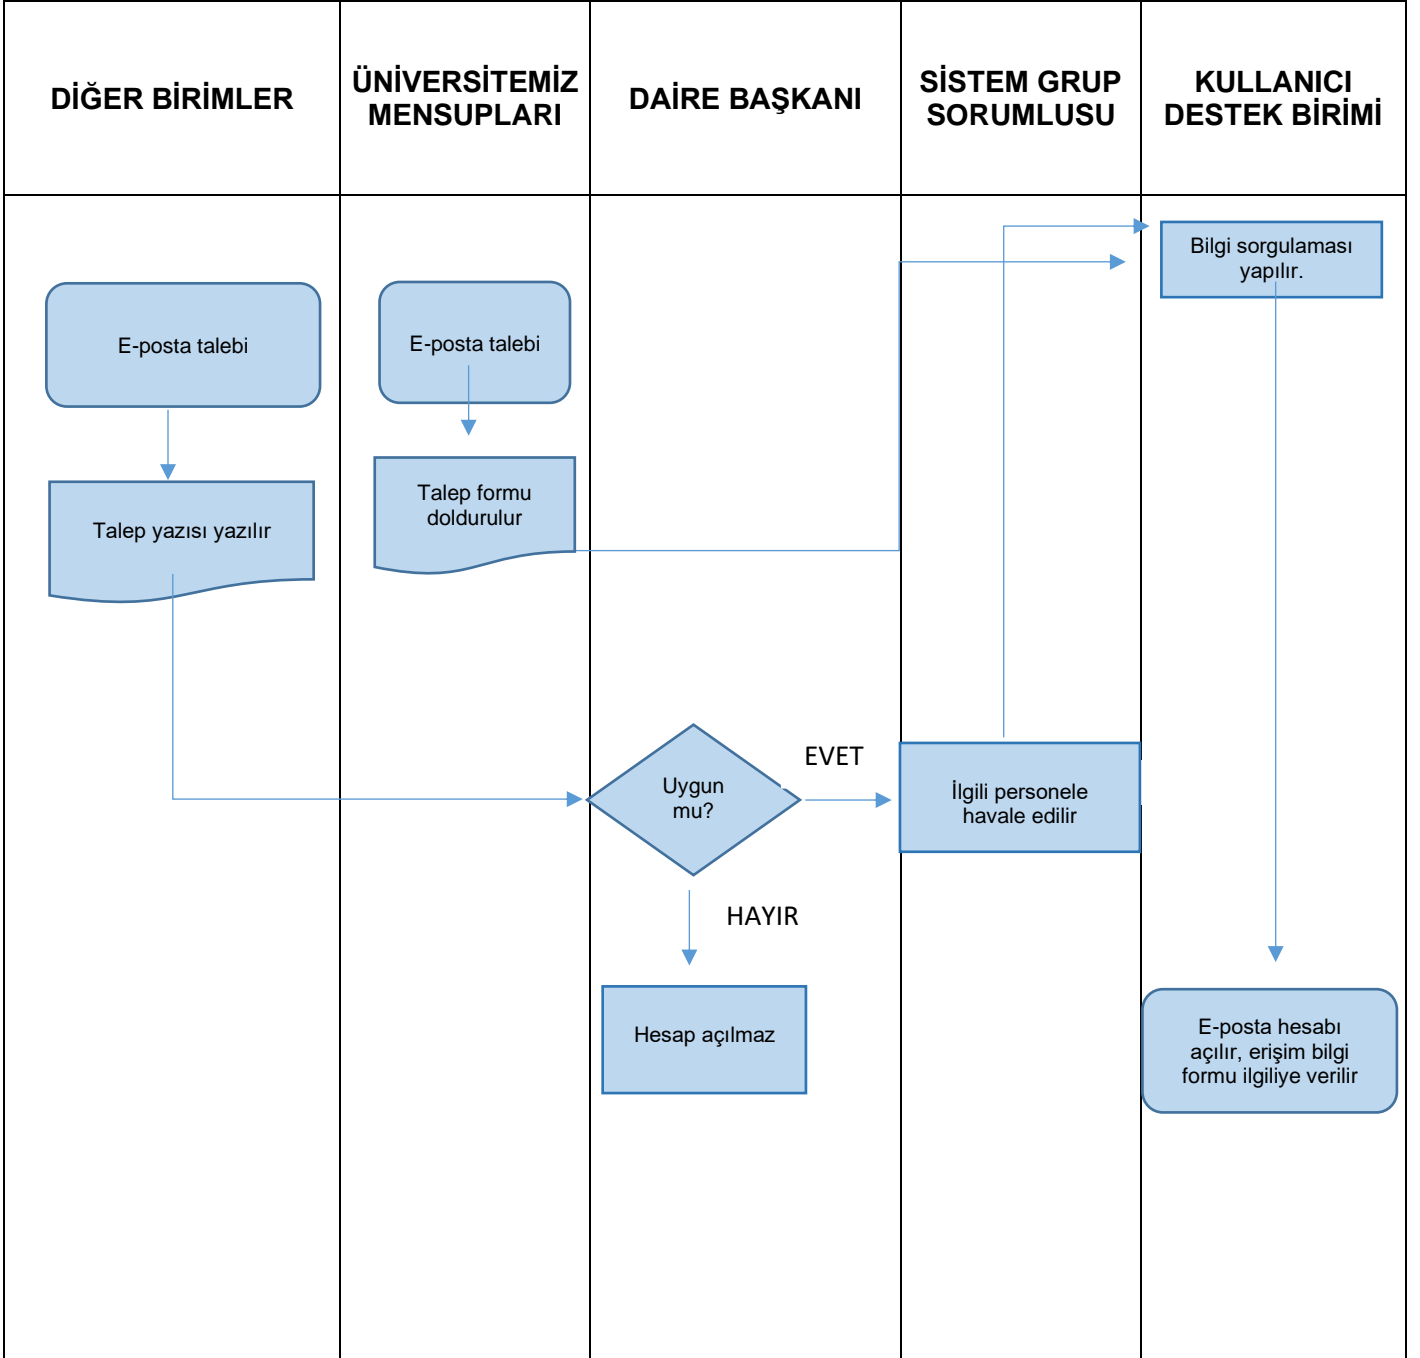 DİĞER BİRİMLER
ÜNİVERSİTEMİZ
MENSUPLARI
DAİRE BAŞKANI
SİSTEM GRUP
SORUMLUSU
KULLANICI
DESTEK BİRİMİ
Bilgi sorgulaması
yapılır.
E-posta talebi
E-posta talebi
Talep formu
doldurulur
Talep yazısı yazılır
EVET
Uygun
mu?
İlgili personele
havale edilir
HAYIR
Hesap açılmaz
E-posta hesabı
açılır, erişim bilgi
formu ilgiliye verilir